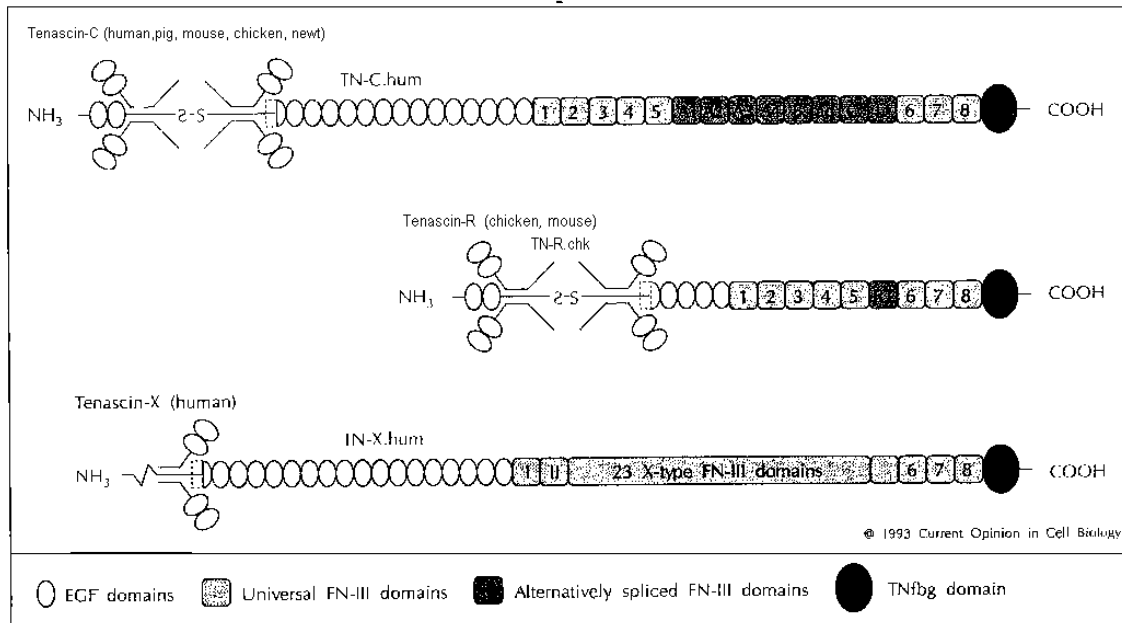 Tenascin-C (human,pig, mouse, chicken, newt)
TN-C.hum
NH3 S-S 1 2 3 4 5 6 7 8 COOH
Tenascin-R (chicken, mouse)
TN-R.chk
NH3 S-S 1 2 3 4 5 6 7 8 COOH
Tenascin-X (human)
IN-X.hum
NH3 I II 23 X-type FN-III domains 6 7 8 COOH
@ 1993 Current Opinion in Cell Biology
EGF domains Universal FN-III domains Alternatively spliced FN-III domains TNfbg domain